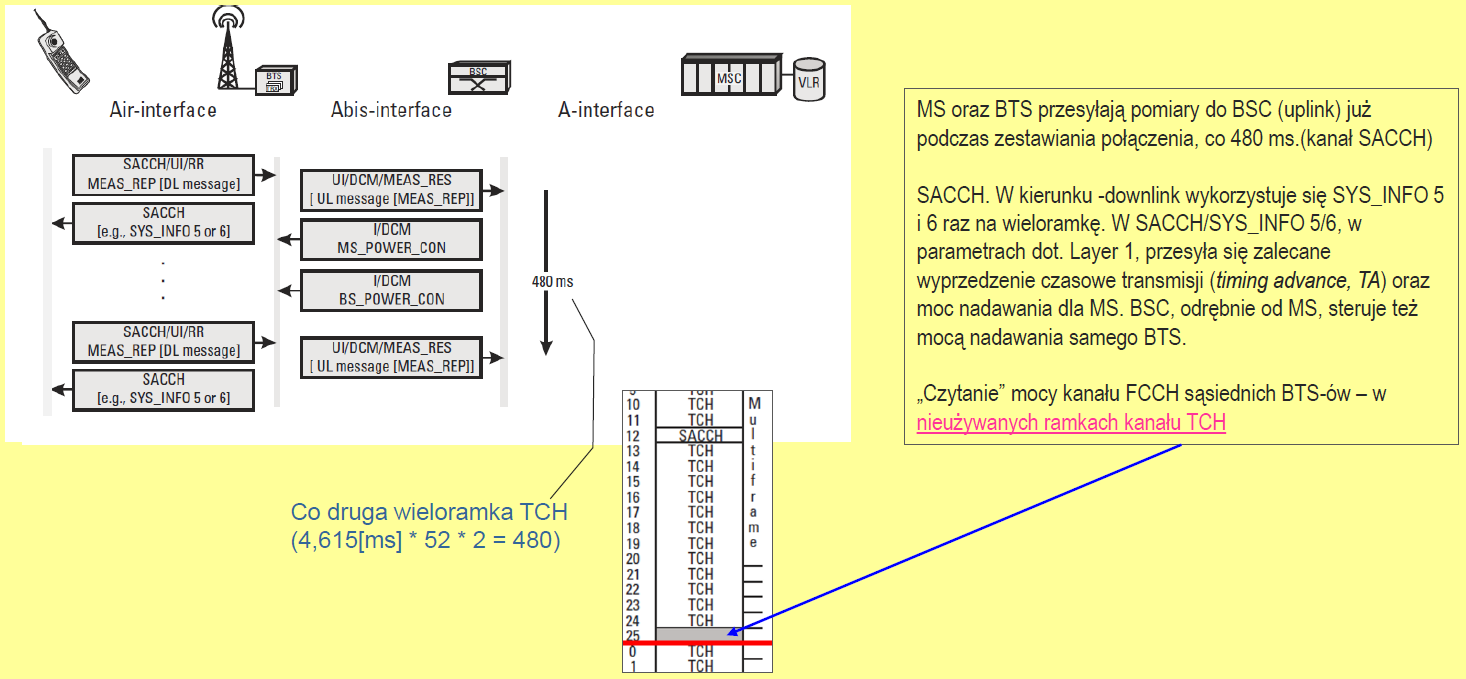 BTS
TRX
BSC
MSC
VLR
Air-interface
Abis-interface
A-interface
SACCH/UI/RR
MEAS_REP [DL message]
SACCH
[e.g., SYS_INFO 5 or 6]
.
.
.
SACCH/UI/RR
MEAS_REP [DL message]
SACCH
[e.g., SYS_INFO 5 or 6]
UI/DCM/MEAS_RES
[ UL message [MEAS_REP]]
I/DCM
MS_POWER_CON
I/DCM
BS_POWER_CON
UI/DCM/MEAS_RES
[ UL message [MEAS_REP]]
480 ms
MS oraz BTS przesyłają pomiary do BSC (uplink) już
podczas zestawiania połączenia, co 480 ms.(kanał SACCH)
SACCH. W kierunku -downlink wykorzystuje się SYS_INFO 5
i 6 raz na wieloramkę. W SACCH/SYS_INFO 5/6, w
parametrach dot. Layer 1, przesyła się zalecane
wyprzedzenie czasowe transmisji (timing advance, TA) oraz
moc nadawania dla MS. BSC, odrębnie od MS, steruje też
mocą nadawania samego BTS.
„Czytanie” mocy kanału FCCH sąsiednich BTS-ów – w
nieużywanych ramkach kanału TCH
Co druga wieloramka TCH
(4,615[ms] * 52 * 2 = 480)
9 TCH
10 TCH
11 TCH
12 SACCH
13 TCH
14 TCH
15 TCH
16 TCH
17 TCH
18 TCH
19 TCH
20 TCH
21 TCH
22 TCH
23 TCH
24 TCH
25
0 TCH
1 TCH
Multiframe